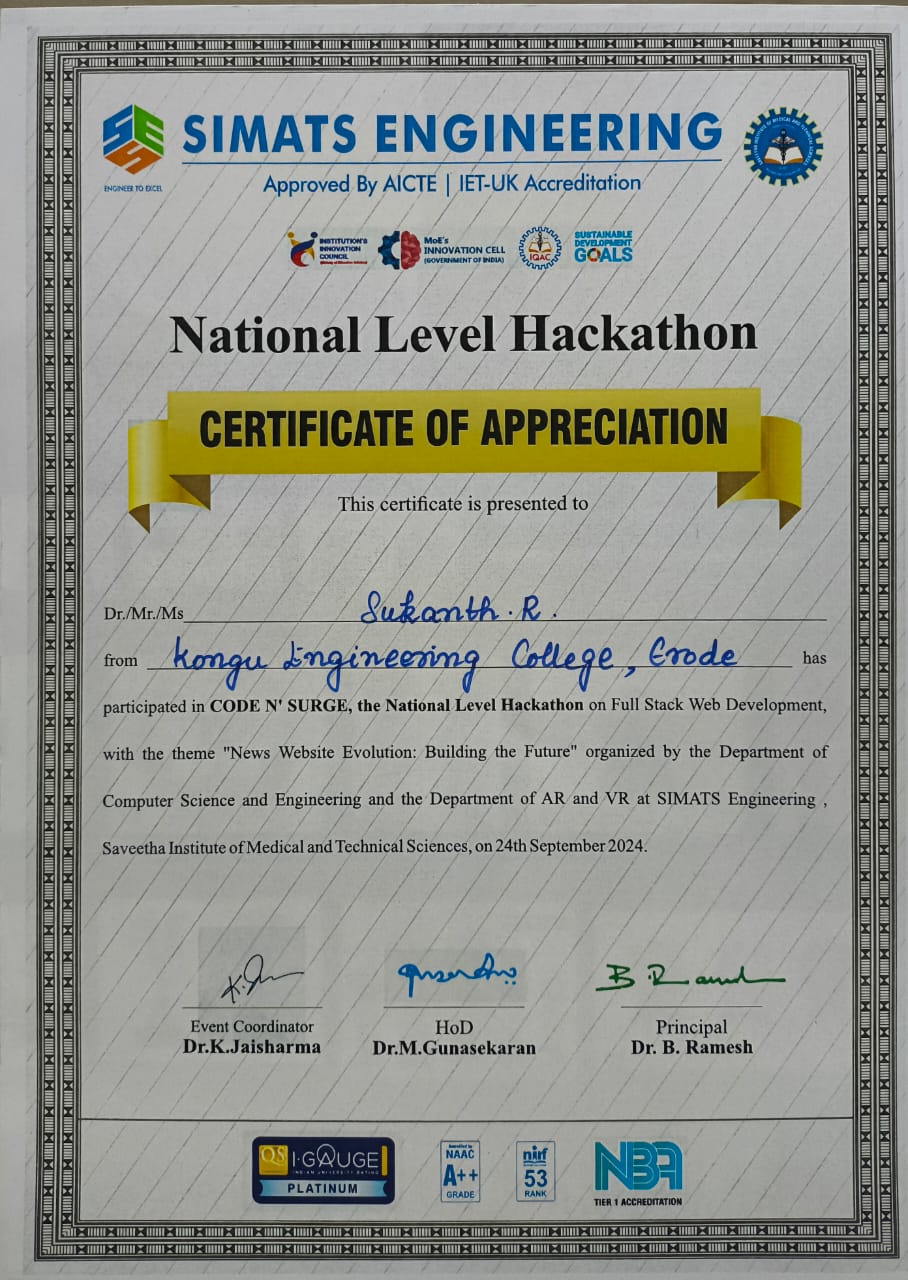 SES
ENGINEER TO EXCEL
SIMATS ENGINEERING
Approved By AICTE | IET-UK Accreditation
INSTITUTION'S
INNOVATION
COUNCIL
MoE's
INNOVATION CELL
(GOVERNMENT OF INDIA)
IQAC
SUSTAINABLE
DEVELOPMENT
GOALS
National Level Hackathon
CERTIFICATE OF APPRECIATION
This certificate is presented to
Dr./Mr./Ms Sukanth. R.
from Kongu Engineering College, Erode has
participated in CODE N' SURGE, the National Level Hackathon on Full Stack Web Development,
with the theme "News Website Evolution: Building the Future" organized by the Department of
Computer Science and Engineering and the Department of AR and VR at SIMATS Engineering ,
Saveetha Institute of Medical and Technical Sciences, on 24th September 2024.
Event Coordinator
Dr.K.Jaisharma
HoD
Dr.M.Gunasekaran
Principal
Dr. B. Ramesh
QS I·GAUGE
INDIAN UNIVERSITY RATING
PLATINUM
Accredited by
NAAC
A++
GRADE
nirf
53
RANK
NBA
TIER 1 ACCREDITATION